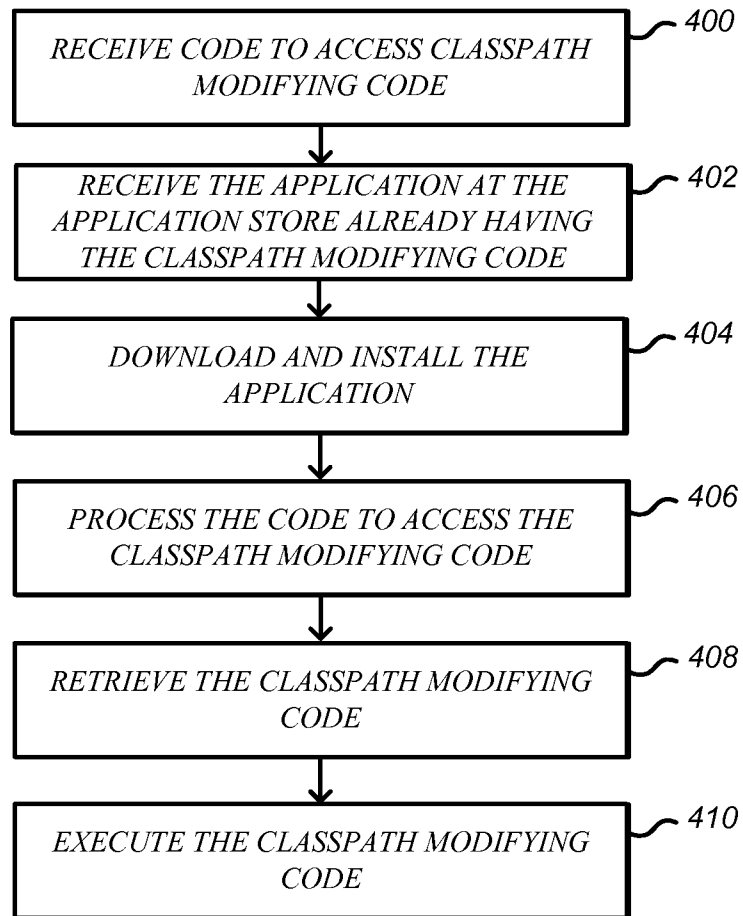 400
RECEIVE CODE TO ACCESS CLASSPATH
MODIFYING CODE
402
RECEIVE THE APPLICATION AT THE
APPLICATION STORE ALREADY HAVING
THE CLASSPATH MODIFYING CODE
404
DOWNLOAD AND INSTALL THE
APPLICATION
406
PROCESS THE CODE TO ACCESS THE
CLASSPATH MODIFYING CODE
408
RETRIEVE THE CLASSPATH MODIFYING
CODE
410
EXECUTE THE CLASSPATH MODIFYING
CODE